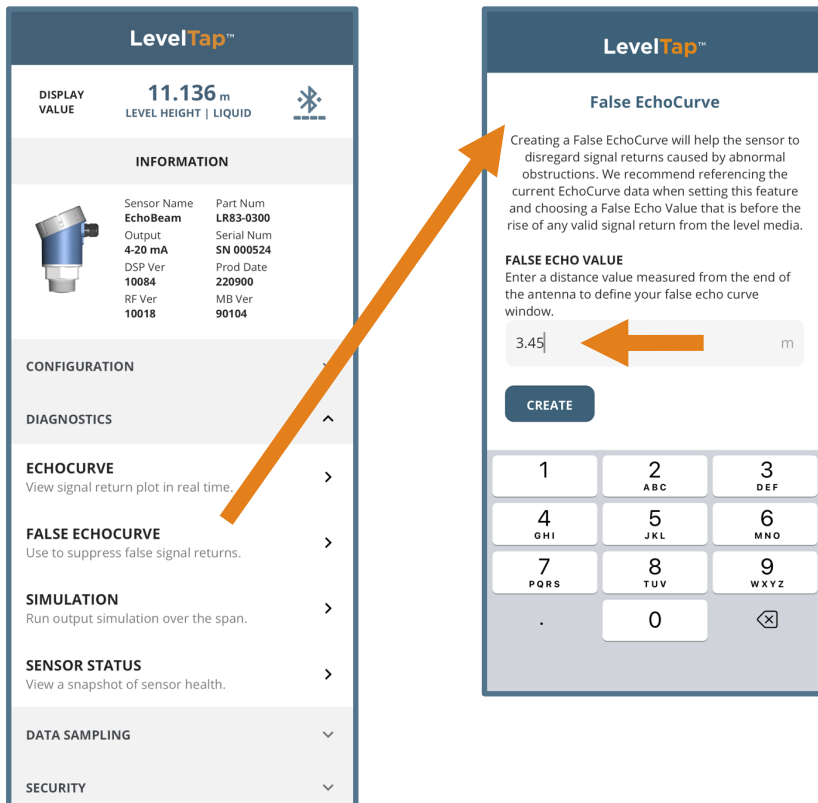 LevelTap™
DISPLAY
VALUE
11.136 m
LEVEL HEIGHT | LIQUID
INFORMATION
Sensor Name
EchoBeam
Output
4-20 mA
DSP Ver
10084
RF Ver
10018
Part Num
LR83-0300
Serial Num
SN 000524
Prod Date
220900
MB Ver
90104
CONFIGURATION
DIAGNOSTICS
ECHOCURVE
View signal return plot in real time.
FALSE ECHOCURVE
Use to suppress false signal returns.
SIMULATION
Run output simulation over the span.
SENSOR STATUS
View a snapshot of sensor health.
DATA SAMPLING
SECURITY
LevelTap™
False EchoCurve
Creating a False EchoCurve will help the sensor to
disregard signal returns caused by abnormal
obstructions. We recommend referencing the
current EchoCurve data when setting this feature
and choosing a False Echo Value that is before the
rise of any valid signal return from the level media.
FALSE ECHO VALUE
Enter a distance value measured from the end of
the antenna to define your false echo curve
window.
3.45 m
CREATE
1 2 3
ABC DEF
4 5 6
GHI JKL MNO
7 8 9
PQRS TUV WXYZ
. 0